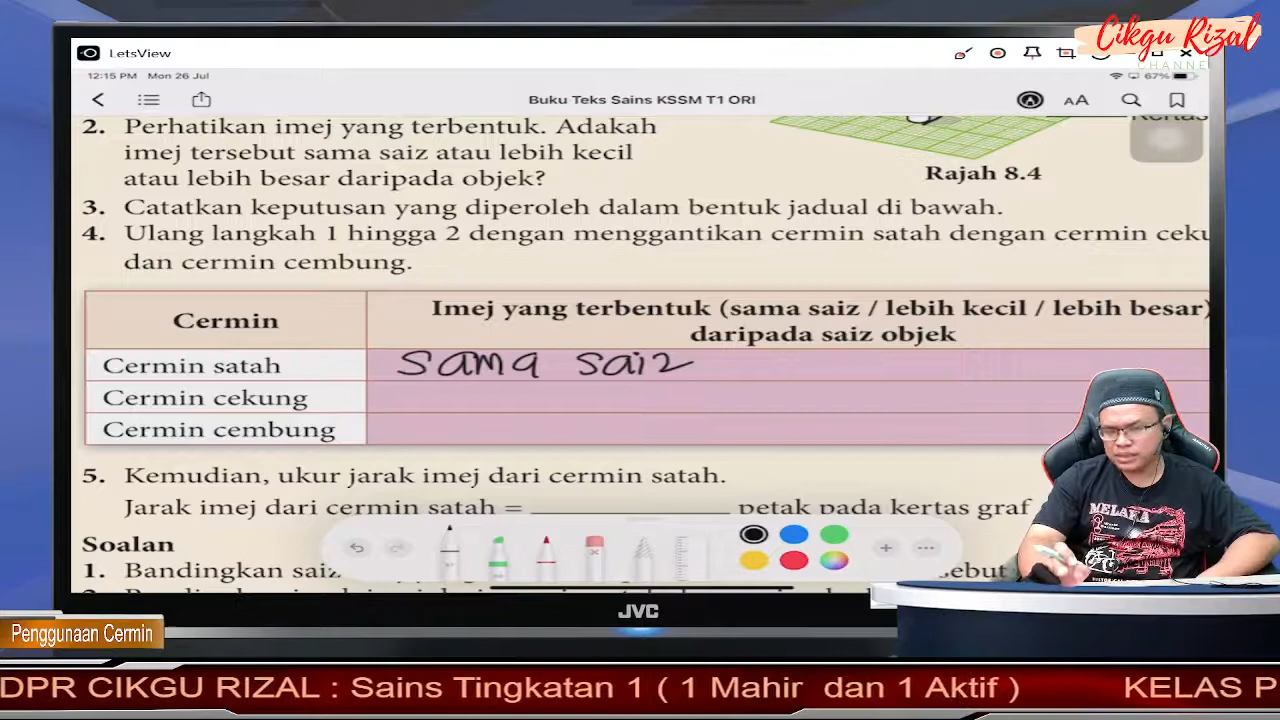 Cikgu Rizal
CHANNEL
LetsView
12:15 PM Mon 26 Jul
67%
Buku Teks Sains KSSM T1 ORI
AA
2. Perhatikan imej yang terbentuk. Adakah
imej tersebut sama saiz atau lebih kecil
atau lebih besar daripada objek?
Kertas
Rajah 8.4
3. Catatkan keputusan yang diperoleh dalam bentuk jadual di bawah.
4. Ulang langkah 1 hingga 2 dengan menggantikan cermin satah dengan cermin ceku
dan cermin cembung.
Cermin
Imej yang terbentuk (sama saiz / lebih kecil / lebih besar)
daripada saiz objek
Cermin satah sama saiz
Cermin cekung
Cermin cembung
5. Kemudian, ukur jarak imej dari cermin satah.
Jarak imej dari cermin satah = petak pada kertas graf
Soalan
1. Bandingkan saiz
MELAKA
JVC
Penggunaan Cermin
DPR CIKGU RIZAL : Sains Tingkatan 1 ( 1 Mahir dan 1 Aktif ) KELAS P